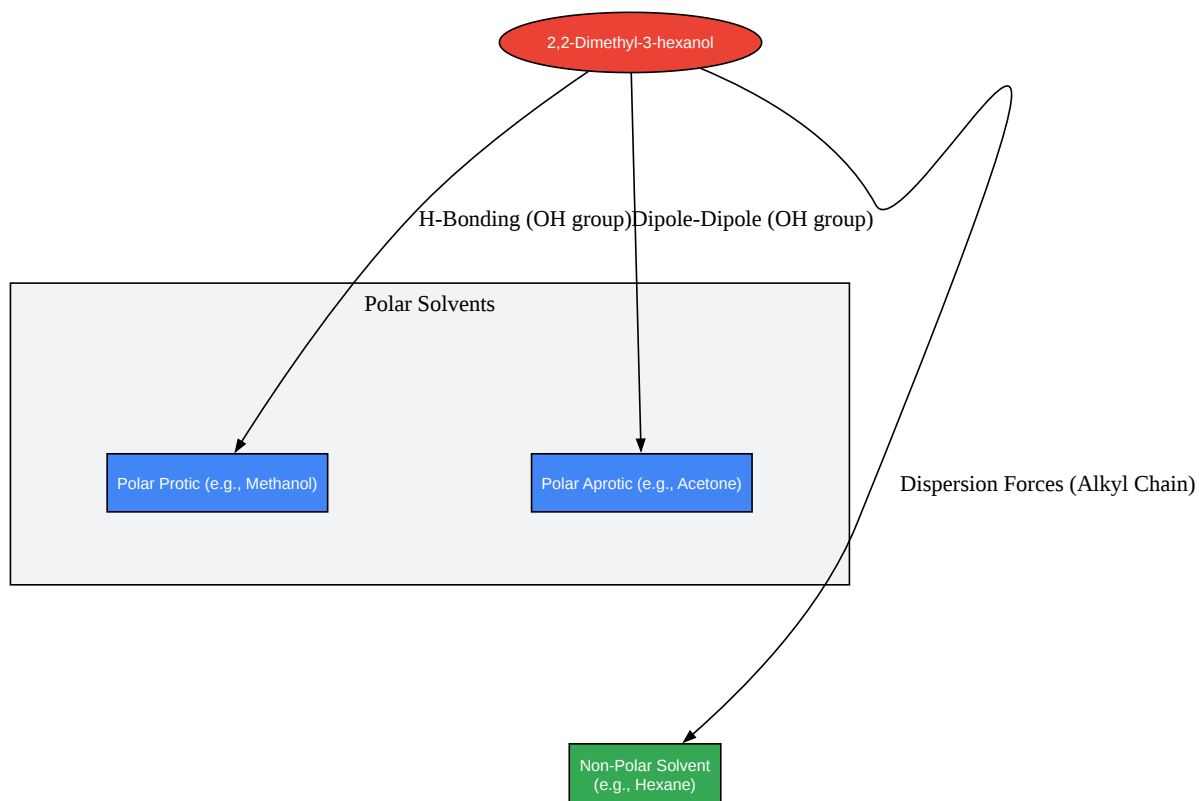 2,2-Dimethyl-3-hexanol
H-Bonding (OH group)
Dipole-Dipole (OH group)
Polar Solvents
Polar Protic (e.g., Methanol)
Polar Aprotic (e.g., Acetone)
Dispersion Forces (Alkyl Chain)
Non-Polar Solvent
(e.g., Hexane)